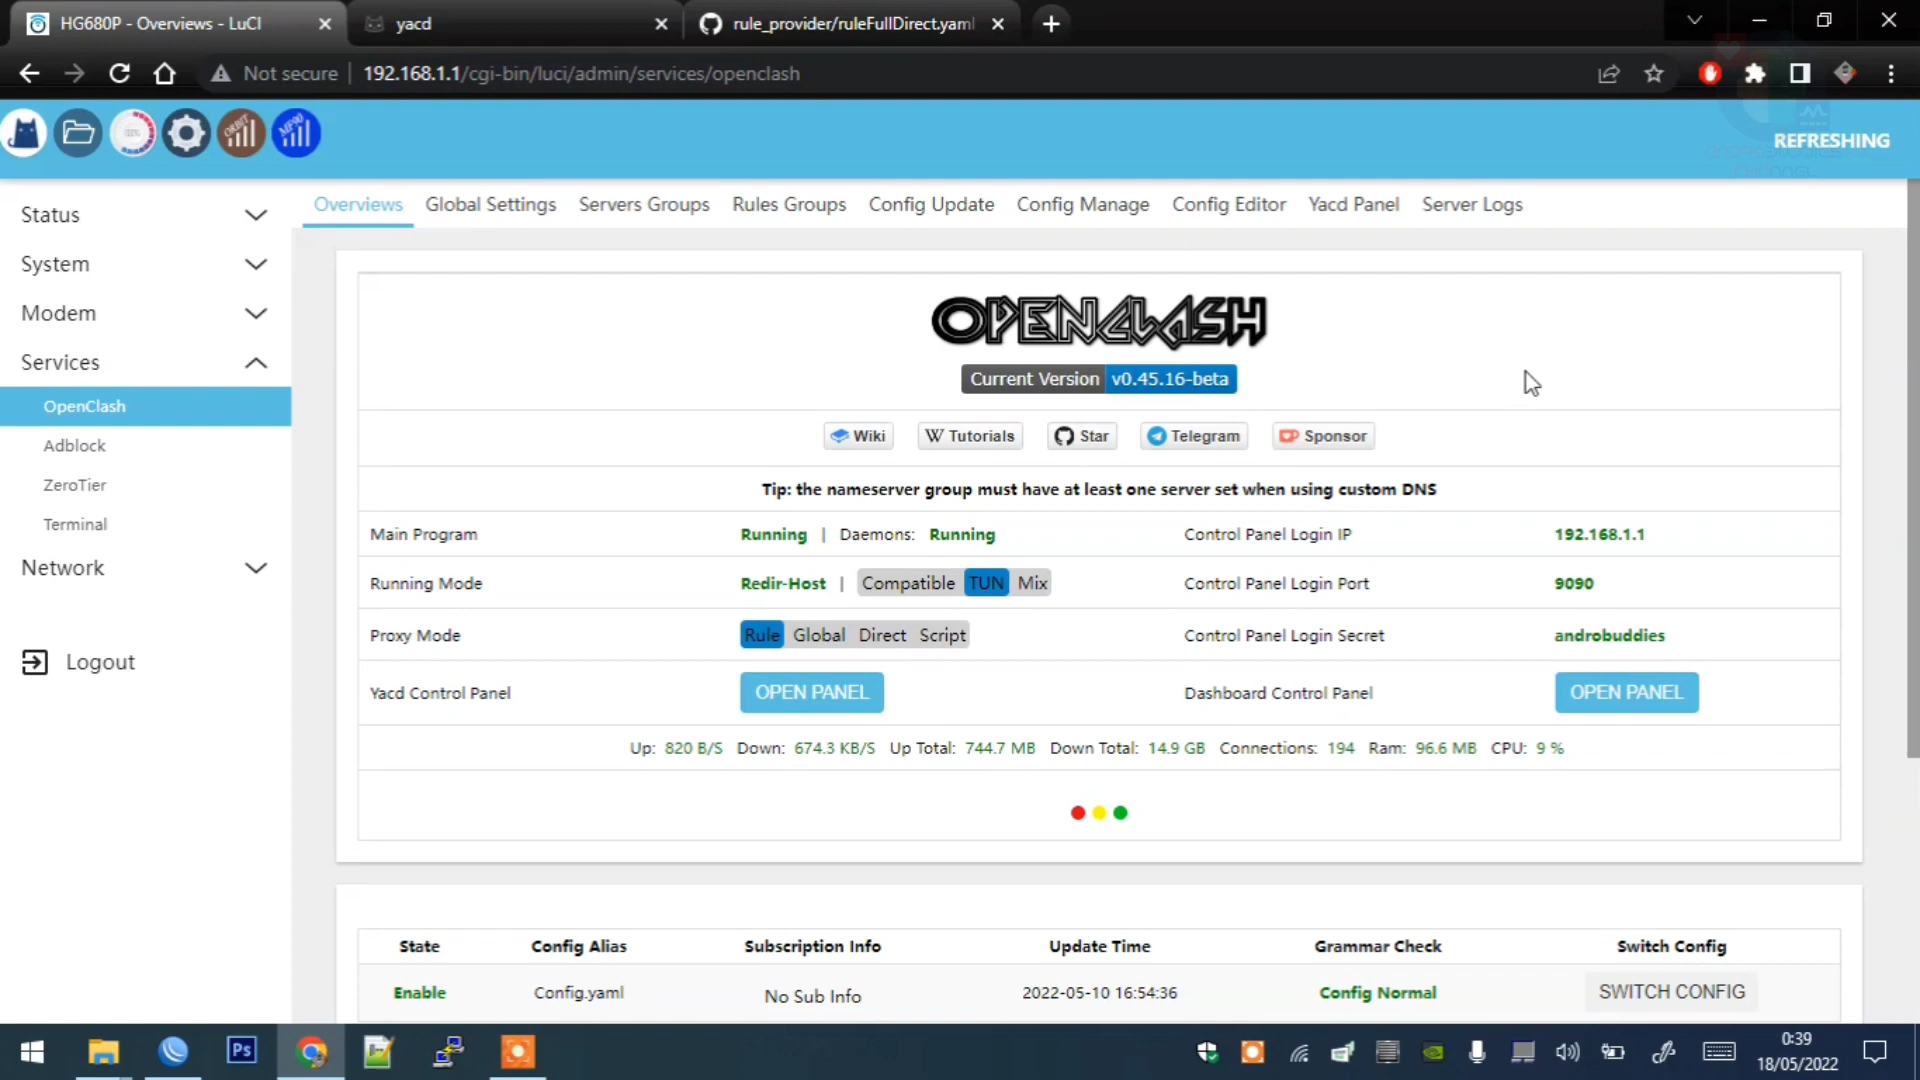 HG680P - Overviews - LuCI
yacd
rule_provider/ruleFullDirect.yaml
Not secure
192.168.1.1/cgi-bin/luci/admin/services/openclash
ORBIT
MF90
REFRESHING
Status
System
Modem
Services
OpenClash
Adblock
ZeroTier
Terminal
Network
Logout
Overviews Global Settings Servers Groups Rules Groups Config Update Config Manage Config Editor Yacd Panel Server Logs
OPENCLASH
Current Version v0.45.16-beta
Wiki W Tutorials Star Telegram Sponsor
Tip: the nameserver group must have at least one server set when using custom DNS
Main Program Running | Daemons: Running Control Panel Login IP 192.168.1.1
Running Mode Redir-Host | Compatible TUN Mix Control Panel Login Port 9090
Proxy Mode Rule Global Direct Script Control Panel Login Secret androbuddies
Yacd Control Panel OPEN PANEL Dashboard Control Panel OPEN PANEL
Up: 820 B/S Down: 674.3 KB/S Up Total: 744.7 MB Down Total: 14.9 GB Connections: 194 Ram: 96.6 MB CPU: 9 %
State Config Alias Subscription Info Update Time Grammar Check Switch Config
Enable Config.yaml No Sub Info 2022-05-10 16:54:36 Config Normal SWITCH CONFIG
Ps
0:39
18/05/2022